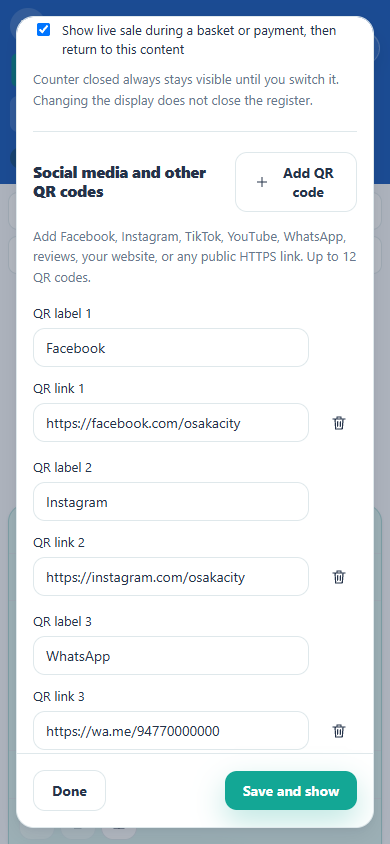 Show live sale during a basket or payment, then
return to this content
Counter closed always stays visible until you switch it.
Changing the display does not close the register.
Social media and other
QR codes
+ Add QR
code
Add Facebook, Instagram, TikTok, YouTube, WhatsApp,
reviews, your website, or any public HTTPS link. Up to 12
QR codes.
QR label 1
Facebook
QR link 1
https://facebook.com/osakacity
QR label 2
Instagram
QR link 2
https://instagram.com/osakacity
QR label 3
WhatsApp
QR link 3
https://wa.me/94770000000
Done
Save and show